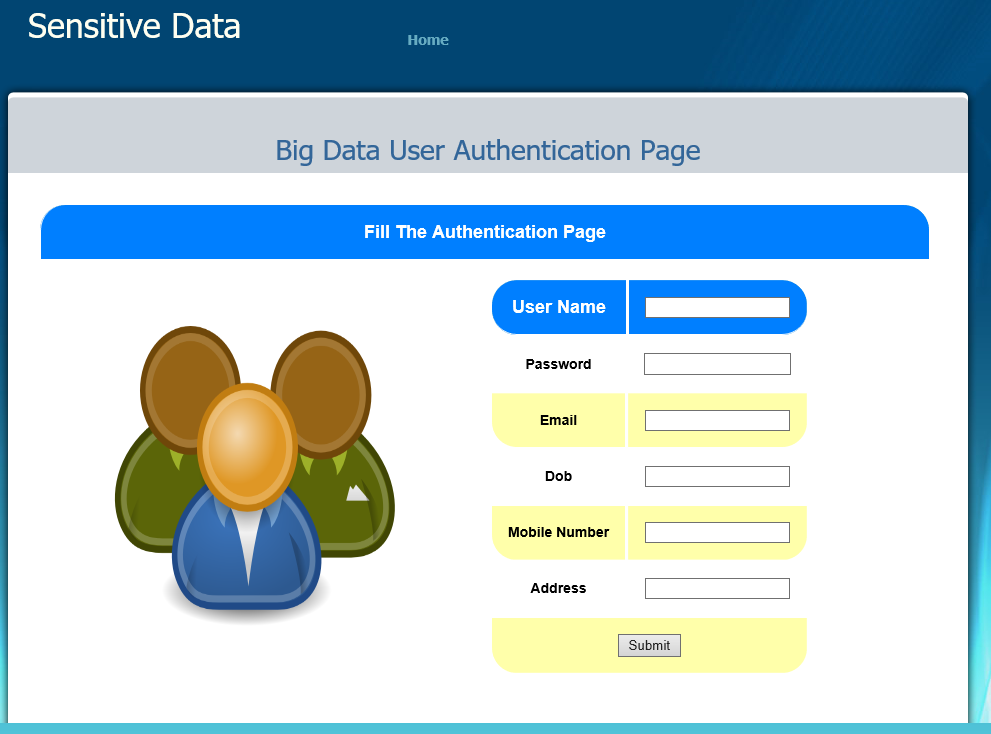 Sensitive Data
Home
Big Data User Authentication Page
Fill The Authentication Page
User Name
Password
Email
Dob
Mobile Number
Address
Submit